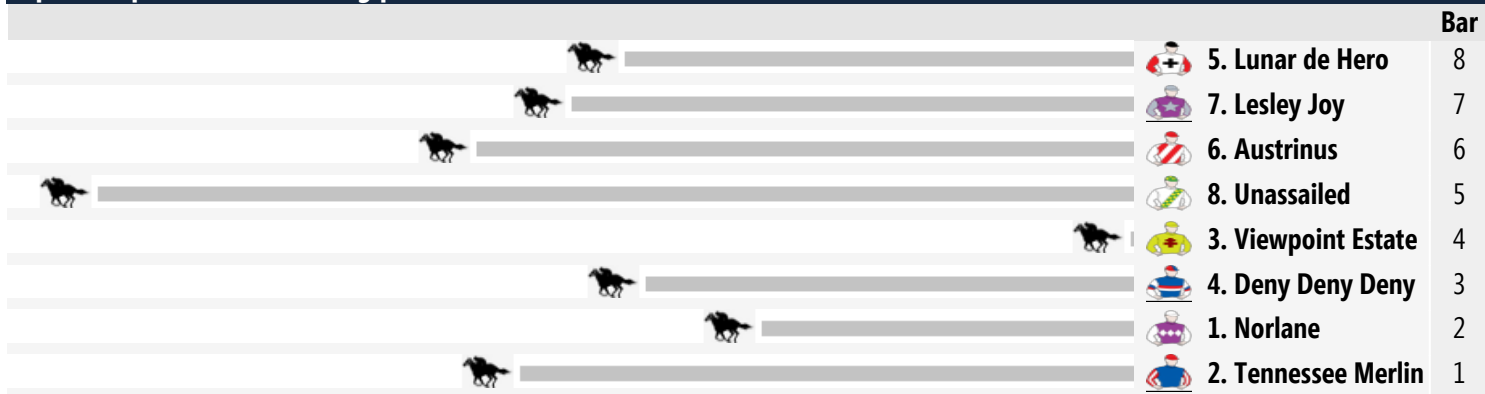 Bar
5. Lunar de Hero 8
7. Lesley Joy 7
6. Austrinus 6
8. Unassailed 5
3. Viewpoint Estate 4
4. Deny Deny Deny 3
1. Norlane 2
2. Tennessee Merlin 1